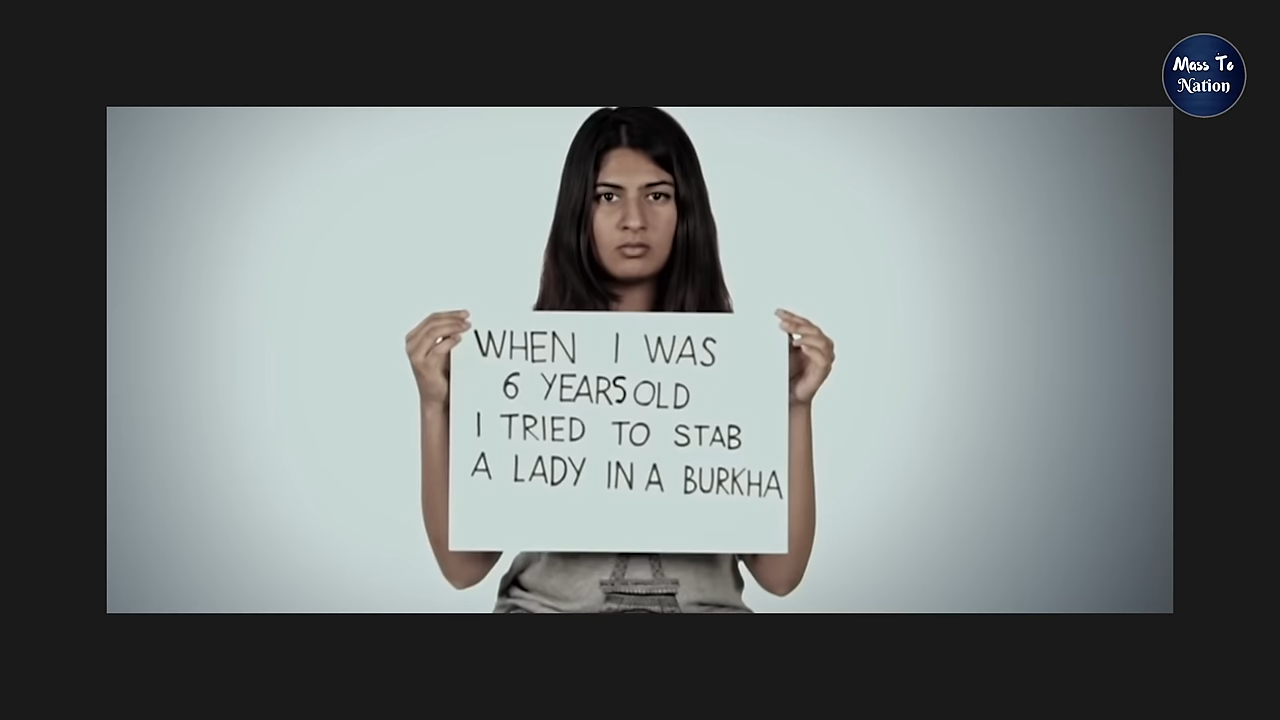 Mass To
Nation
WHEN I WAS
6 YEARS OLD
I TRIED TO STAB
A LADY IN A BURKHA